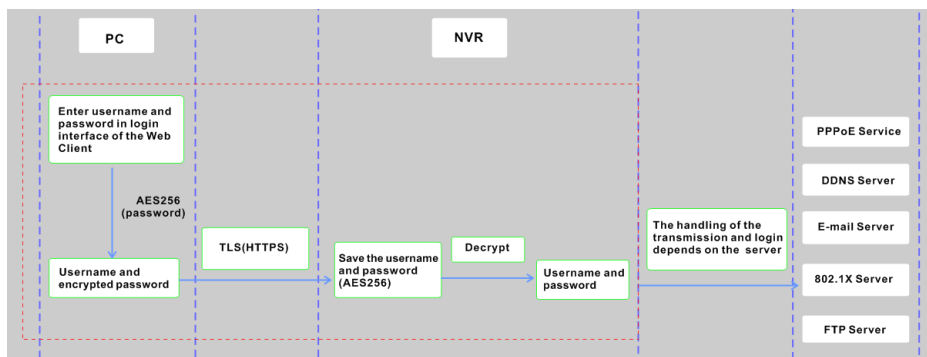 PC
NVR
Enter username and
password in login
interface of the Web
Client
AES256
(password)
Username and
encrypted password
TLS(HTTPS)
Save the username
and password
(AES256)
Decrypt
Username and
password
The handling of the
transmission and login
depends on the server
PPPoE Service
DDNS Server
E-mail Server
802.1X Server
FTP Server